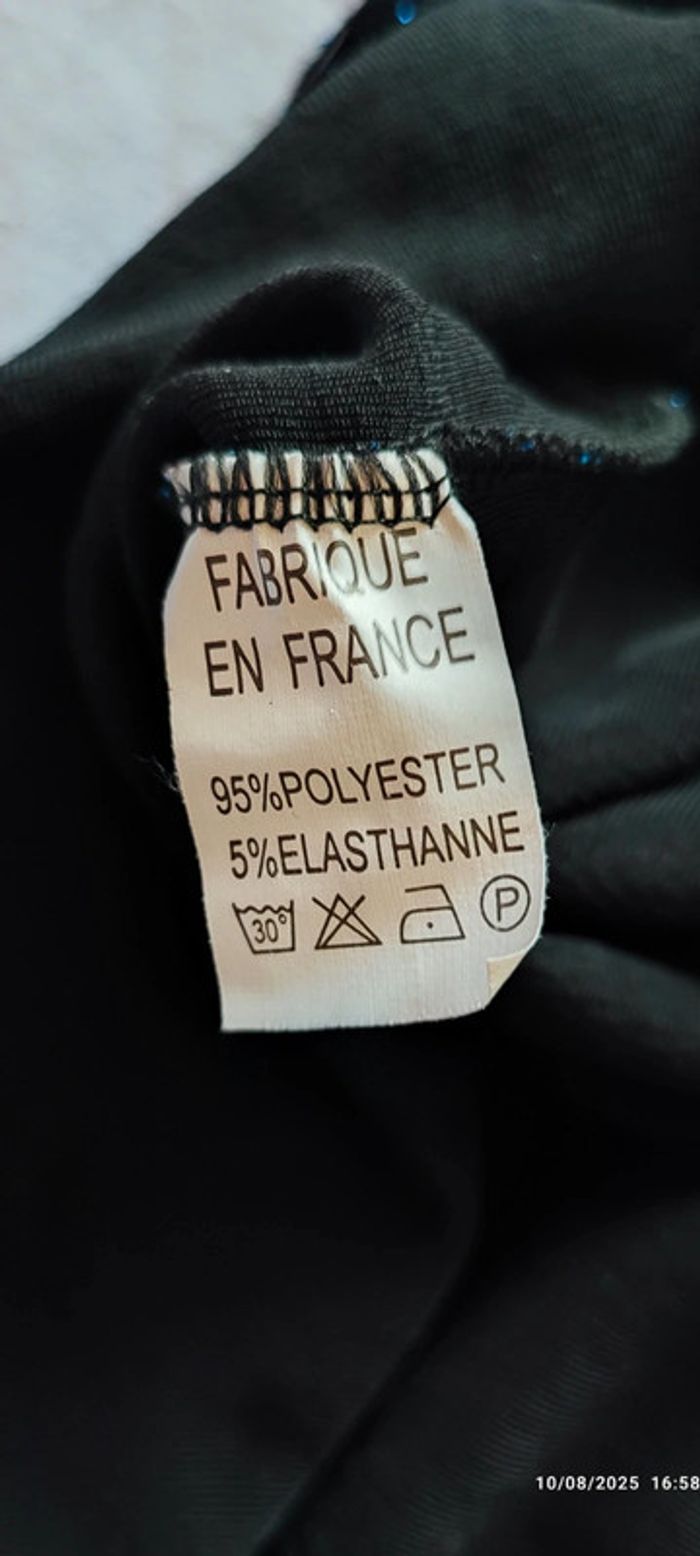 FABRIQUE
EN FRANCE
95%POLYESTER
5%ELASTHANNE
30° P
10/08/2025 16:58